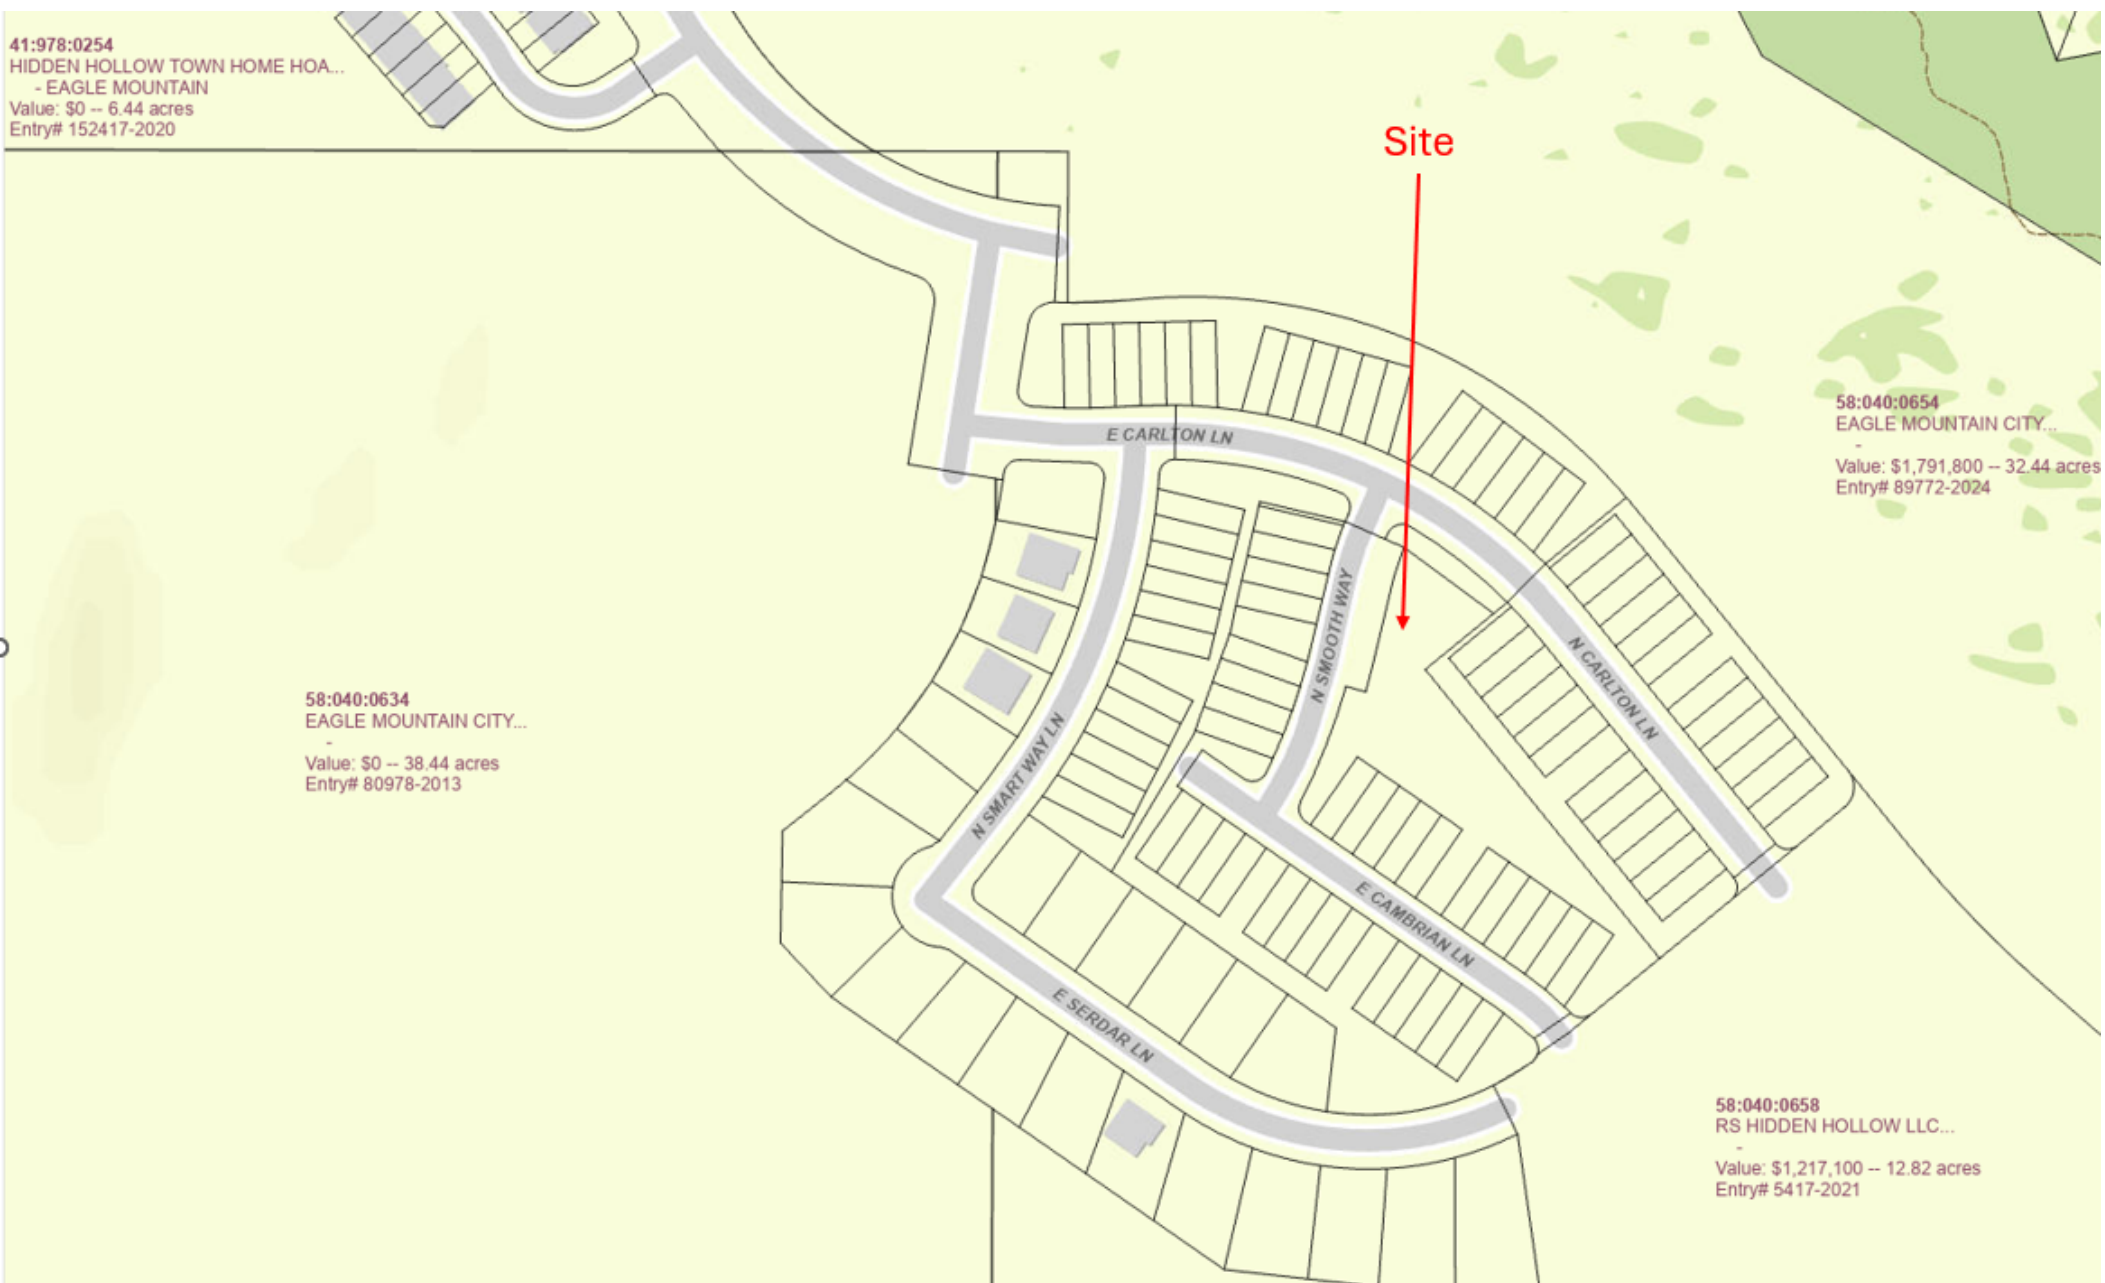 41:978:0254
HIDDEN HOLLOW TOWN HOME HOA...
- EAGLE MOUNTAIN
Value: $0 -- 6.44 acres
Entry# 152417-2020
Site
58:040:0654
EAGLE MOUNTAIN CITY...
-
Value: $1,791,800 -- 32.44 acres
Entry# 89772-2024
E CARLTON LN
N SMOOTH WAY
N CARLTON LN
58:040:0634
EAGLE MOUNTAIN CITY...
-
Value: $0 -- 38.44 acres
Entry# 80978-2013
N SMART WAY LN
E CAMBRIAN LN
E SERDAR LN
58:040:0658
RS HIDDEN HOLLOW LLC...
-
Value: $1,217,100 -- 12.82 acres
Entry# 5417-2021